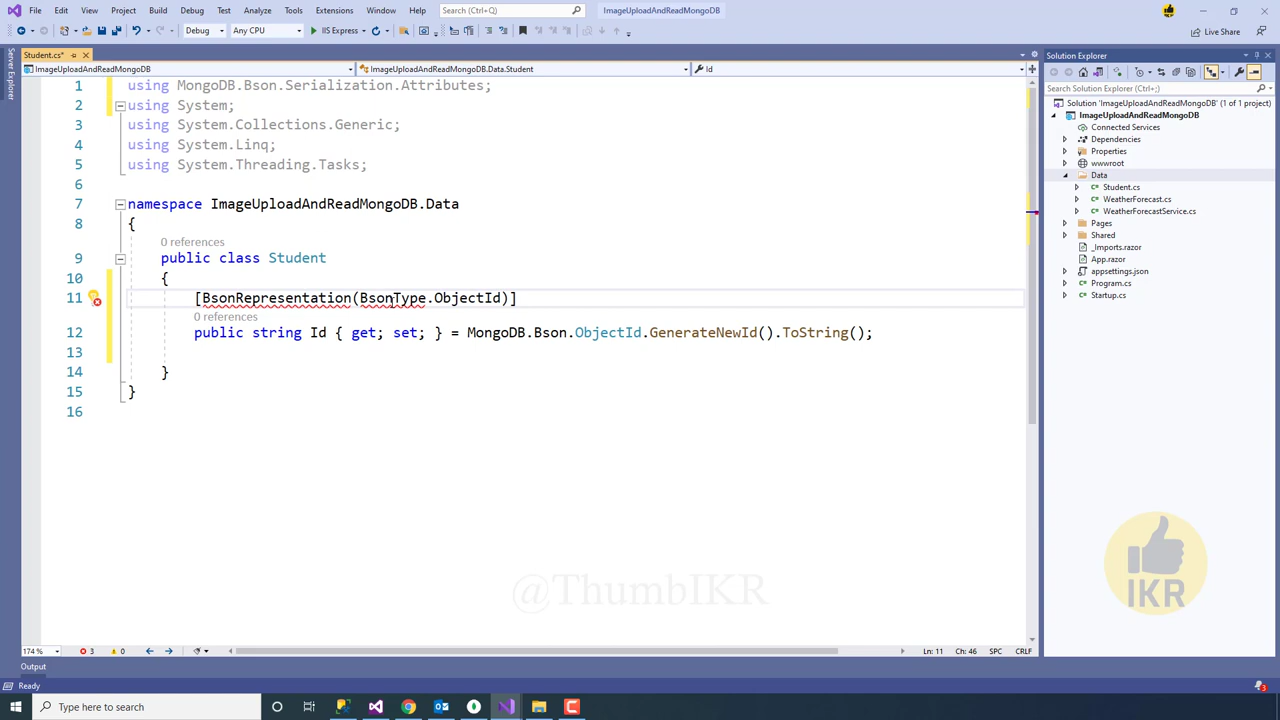 File Edit View Project Build Debug Test Analyze Tools Extensions Window Help Search (Ctrl+Q) ImageUploadAndReadMongoDB
Debug Any CPU IIS Express Live Share
Server Explorer
Student.cs*
ImageUploadAndReadMongoDB ImageUploadAndReadMongoDB.Data.Student Id
1 using MongoDB.Bson.Serialization.Attributes;
2 using System;
3 using System.Collections.Generic;
4 using System.Linq;
5 using System.Threading.Tasks;
6
7 namespace ImageUploadAndReadMongoDB.Data
8 {
0 references
9 public class Student
10 {
11 [BsonRepresentation(BsonType.ObjectId)]
0 references
12 public string Id { get; set; } = MongoDB.Bson.ObjectId.GenerateNewId().ToString();
13
14 }
15 }
16
Solution Explorer
Search Solution Explorer (Ctrl+;)
Solution 'ImageUploadAndReadMongoDB' (1 of 1 project)
ImageUploadAndReadMongoDB
Connected Services
Dependencies
Properties
wwwroot
Data
Student.cs
WeatherForecast.cs
WeatherForecastService.cs
Pages
Shared
_Imports.razor
App.razor
appsettings.json
Program.cs
Startup.cs
IKR
@ThumbIKR
174 % 3 0 Ln: 11 Ch: 46 SPC CRLF
Output
Ready 3
Type here to search